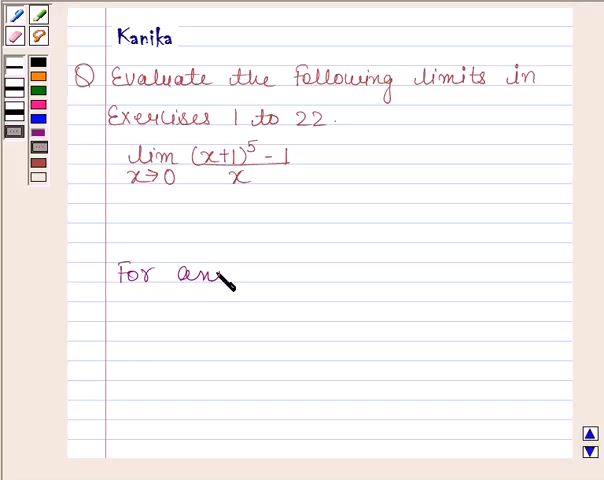 Kanika
Q Evaluate the following limits in
Exercises 1 to 22.
lim (x+1)^5 - 1
x→0 x
For an